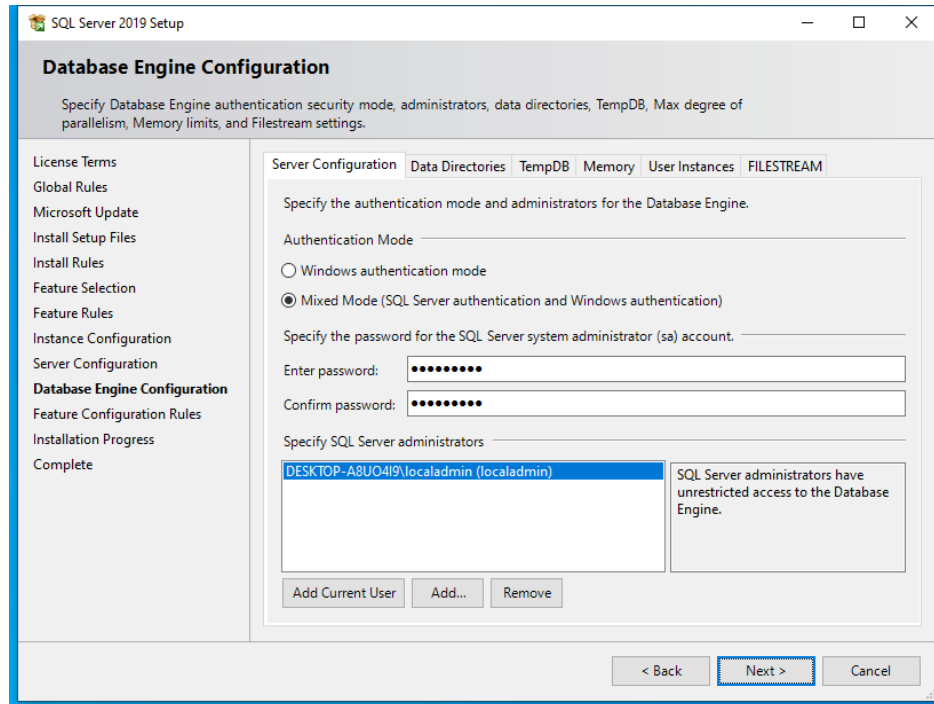 SQL Server 2019 Setup
Database Engine Configuration
Specify Database Engine authentication security mode, administrators, data directories, TempDB, Max degree of
parallelism, Memory limits, and Filestream settings.
License Terms
Global Rules
Microsoft Update
Install Setup Files
Install Rules
Feature Selection
Feature Rules
Instance Configuration
Server Configuration
Database Engine Configuration
Feature Configuration Rules
Installation Progress
Complete
Server Configuration Data Directories TempDB Memory User Instances FILESTREAM
Specify the authentication mode and administrators for the Database Engine.
Authentication Mode
Windows authentication mode
Mixed Mode (SQL Server authentication and Windows authentication)
Specify the password for the SQL Server system administrator (sa) account.
Enter password: ●●●●●●●●●
Confirm password: ●●●●●●●●●
Specify SQL Server administrators
DESKTOP-A8UO4I9\localadmin (localadmin)
SQL Server administrators have
unrestricted access to the Database
Engine.
Add Current User Add... Remove
< Back Next > Cancel